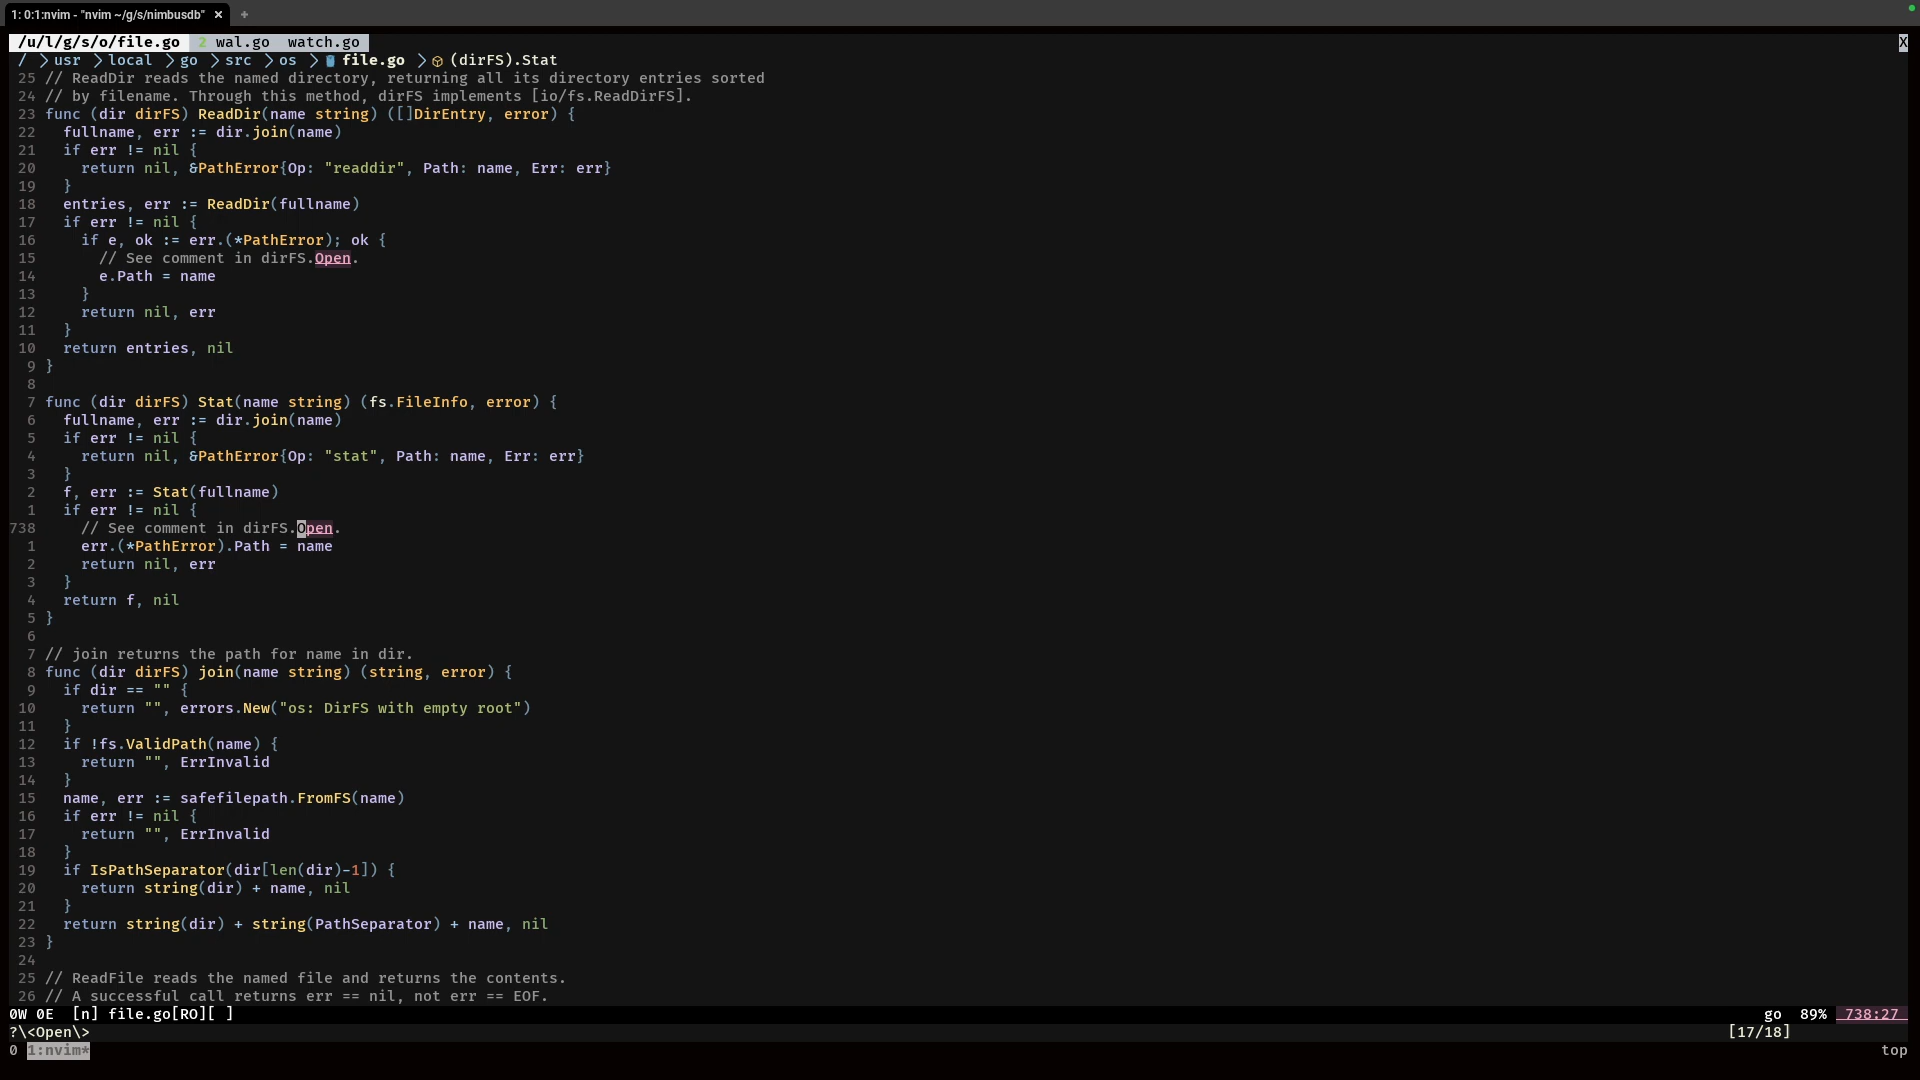 1: 0:1:nvim - "nvim ~/g/s/nimbusdb" × +
/u/l/g/s/o/file.go 2 wal.go watch.go X
/ > usr > local > go > src > os > file.go > (dirFS).Stat
25 // ReadDir reads the named directory, returning all its directory entries sorted
24 // by filename. Through this method, dirFS implements [io/fs.ReadDirFS].
23 func (dir dirFS) ReadDir(name string) ([]DirEntry, error) {
22   fullname, err := dir.join(name)
21   if err != nil {
20     return nil, &PathError{Op: "readdir", Path: name, Err: err}
19   }
18   entries, err := ReadDir(fullname)
17   if err != nil {
16     if e, ok := err.(*PathError); ok {
15       // See comment in dirFS.Open.
14       e.Path = name
13     }
12     return nil, err
11   }
10   return entries, nil
9 }
8
7 func (dir dirFS) Stat(name string) (fs.FileInfo, error) {
6   fullname, err := dir.join(name)
5   if err != nil {
4     return nil, &PathError{Op: "stat", Path: name, Err: err}
3   }
2   f, err := Stat(fullname)
1   if err != nil {
738     // See comment in dirFS.Open.
1     err.(*PathError).Path = name
2     return nil, err
3   }
4   return f, nil
5 }
6
7 // join returns the path for name in dir.
8 func (dir dirFS) join(name string) (string, error) {
9   if dir == "" {
10     return "", errors.New("os: DirFS with empty root")
11   }
12   if !fs.ValidPath(name) {
13     return "", ErrInvalid
14   }
15   name, err := safefilepath.FromFS(name)
16   if err != nil {
17     return "", ErrInvalid
18   }
19   if IsPathSeparator(dir[len(dir)-1]) {
20     return string(dir) + name, nil
21   }
22   return string(dir) + string(PathSeparator) + name, nil
23 }
24
25 // ReadFile reads the named file and returns the contents.
26 // A successful call returns err == nil, not err == EOF.
0W 0E [n] file.go[RO][ ] go 89% 738:27
?\<Open\> [17/18]
0 1:nvim* top